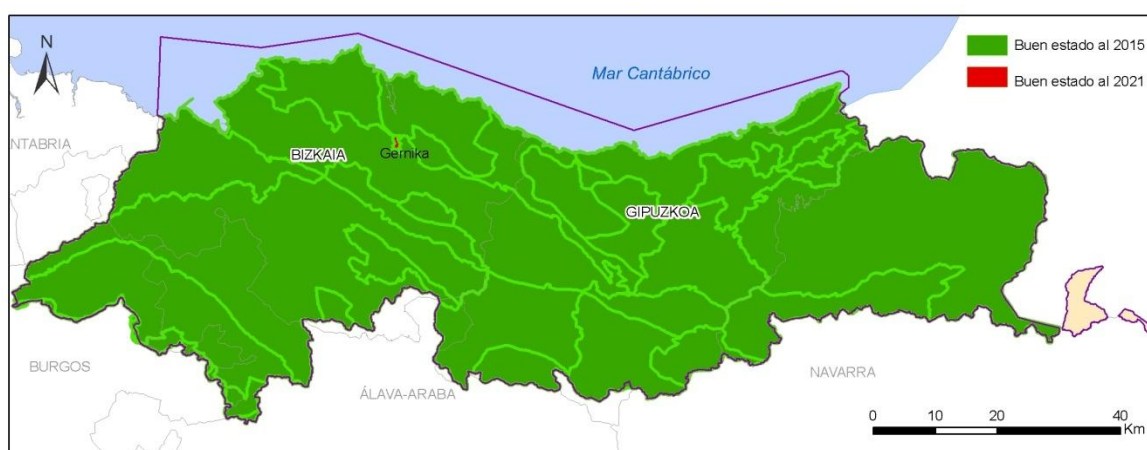 N
Mar Cantábrico
Buen estado al 2015
Buen estado al 2021
NTABRIA
BIZKAIA
Gernika
GIPUZKOA
BURGOS
ÁLAVA-ARABA
NAVARRA
0 10 20 40
Km